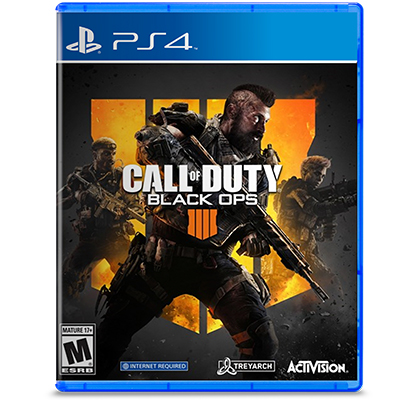 PS4
CALL OF DUTY
BLACK OPS
IIII
MATURE 17+
M
ESRB
INTERNET REQUIRED
TREYARCH
ACTIVISION